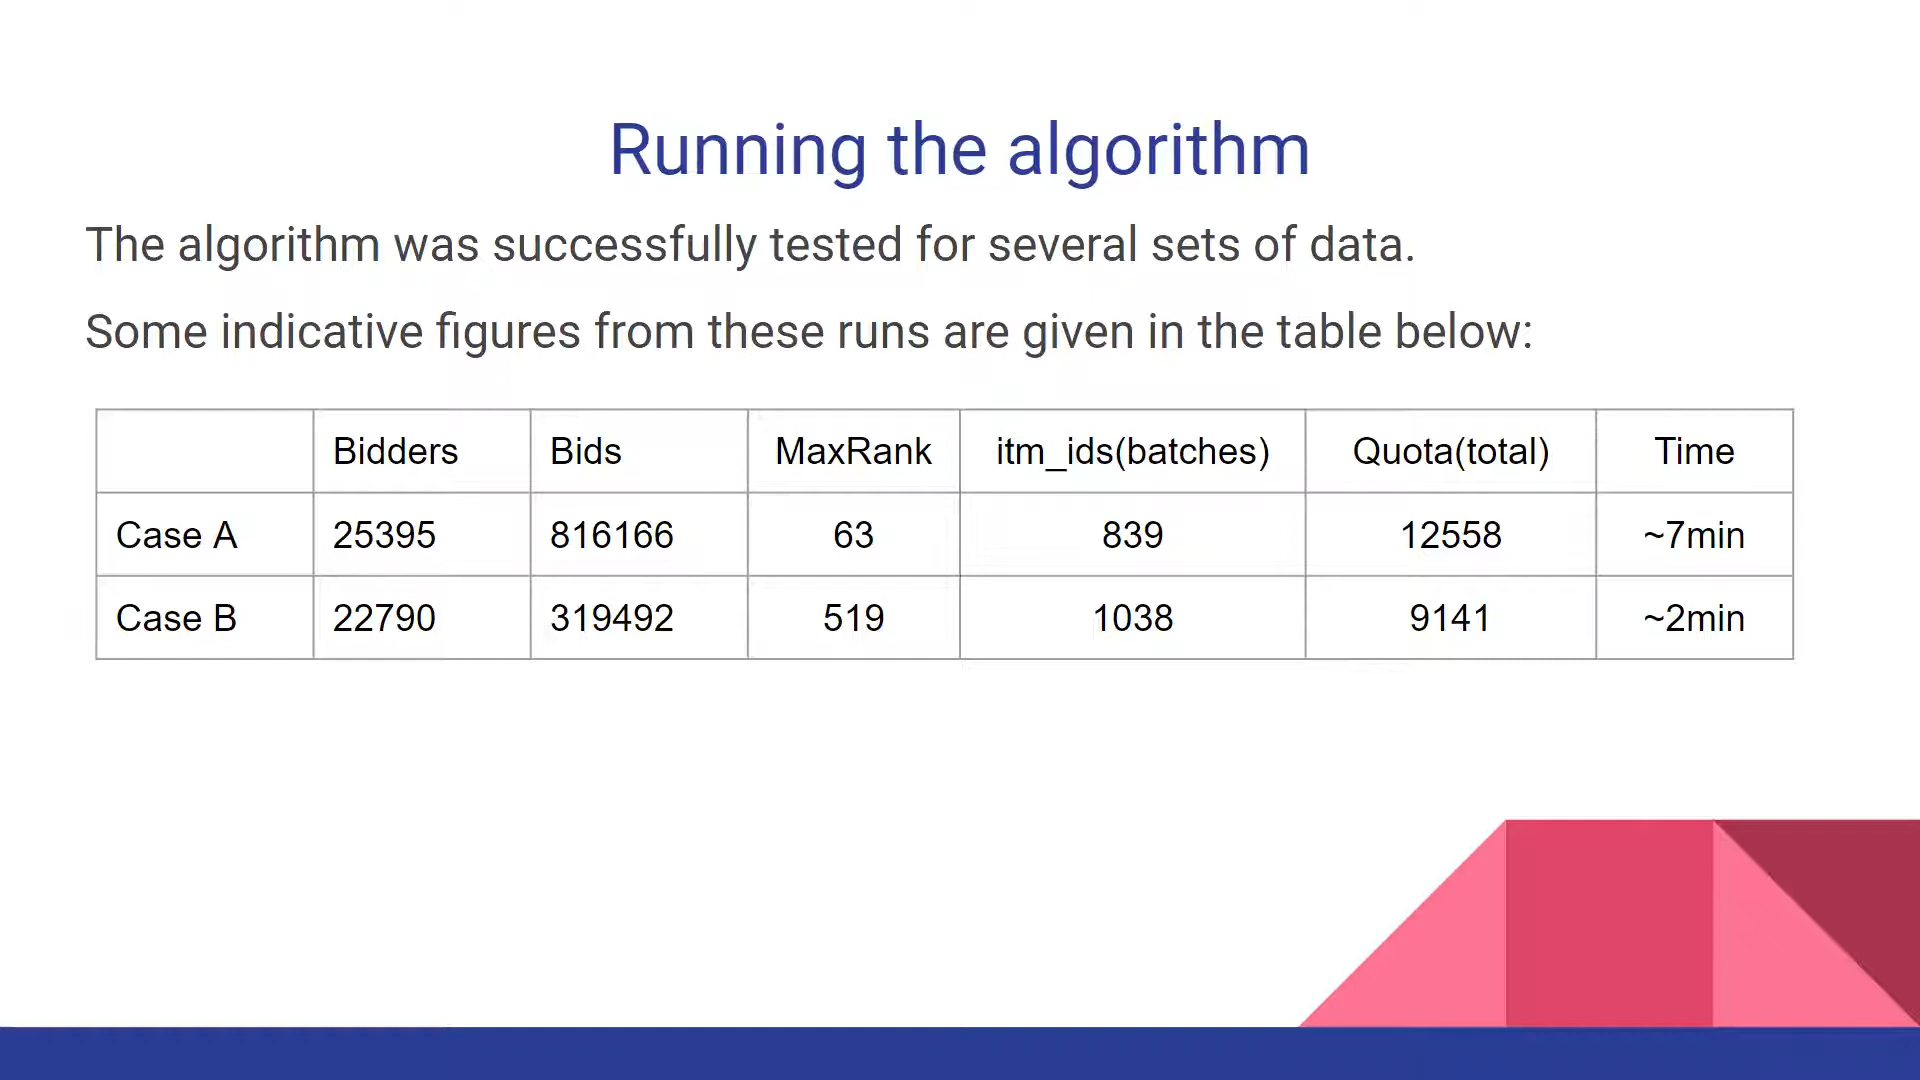 Running the algorithm
The algorithm was successfully tested for several sets of data.
Some indicative figures from these runs are given in the table below:
Bidders Bids MaxRank itm_ids(batches) Quota(total) Time
Case A 25395 816166 63 839 12558 ~7min
Case B 22790 319492 519 1038 9141 ~2min